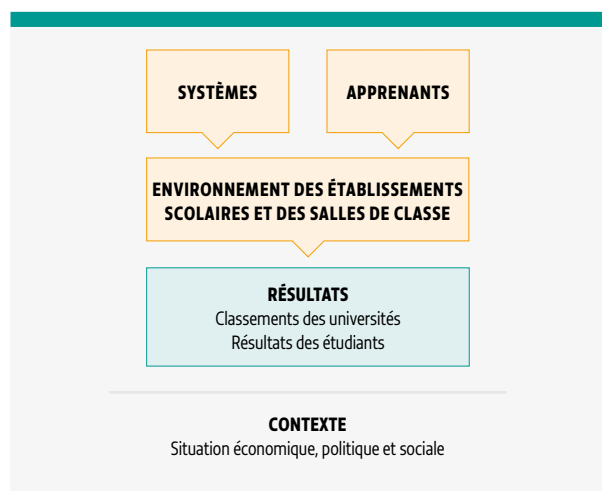 SYSTÈMES
APPRENANTS
ENVIRONNEMENT DES ÉTABLISSEMENTS
SCOLAIRES ET DES SALLES DE CLASSE
RÉSULTATS
Classements des universités
Résultats des étudiants
CONTEXTE
Situation économique, politique et sociale